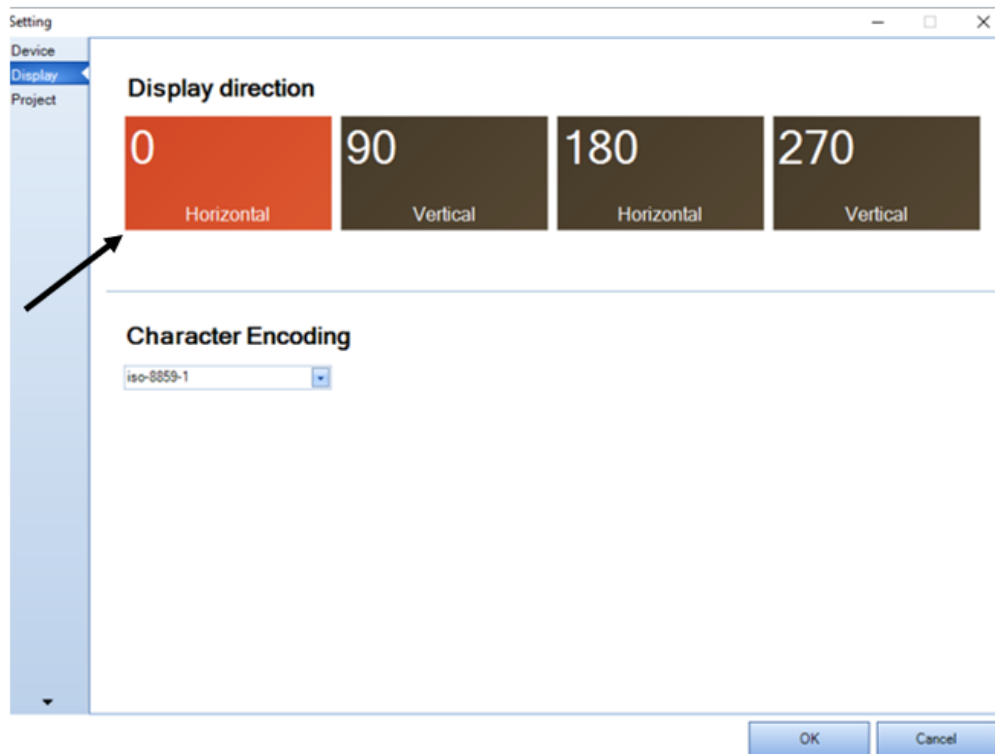 Setting
Device
Display
Project
Display direction
0
Horizontal
90
Vertical
180
Horizontal
270
Vertical
Character Encoding
iso-8859-1
OK
Cancel